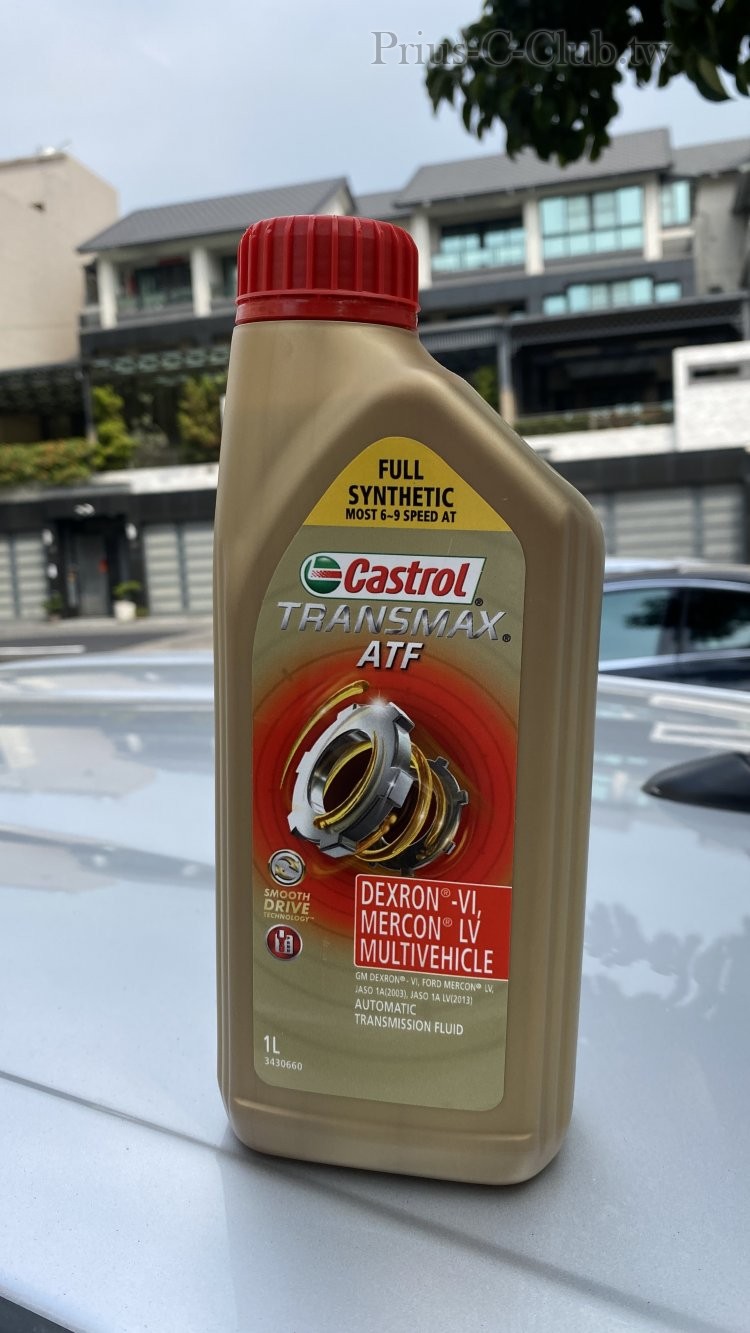 Prius-C-Club.tw
FULL
SYNTHETIC
MOST 6~9 SPEED AT
Castrol
TRANSMAX®
ATF
SMOOTH
DRIVE
TECHNOLOGY™
DEXRON®-VI,
MERCON® LV
MULTIVEHICLE
GM DEXRON®- VI, FORD MERCON® LV,
JASO 1A(2003), JASO 1A LV(2013)
AUTOMATIC
TRANSMISSION FLUID
1L
3430660